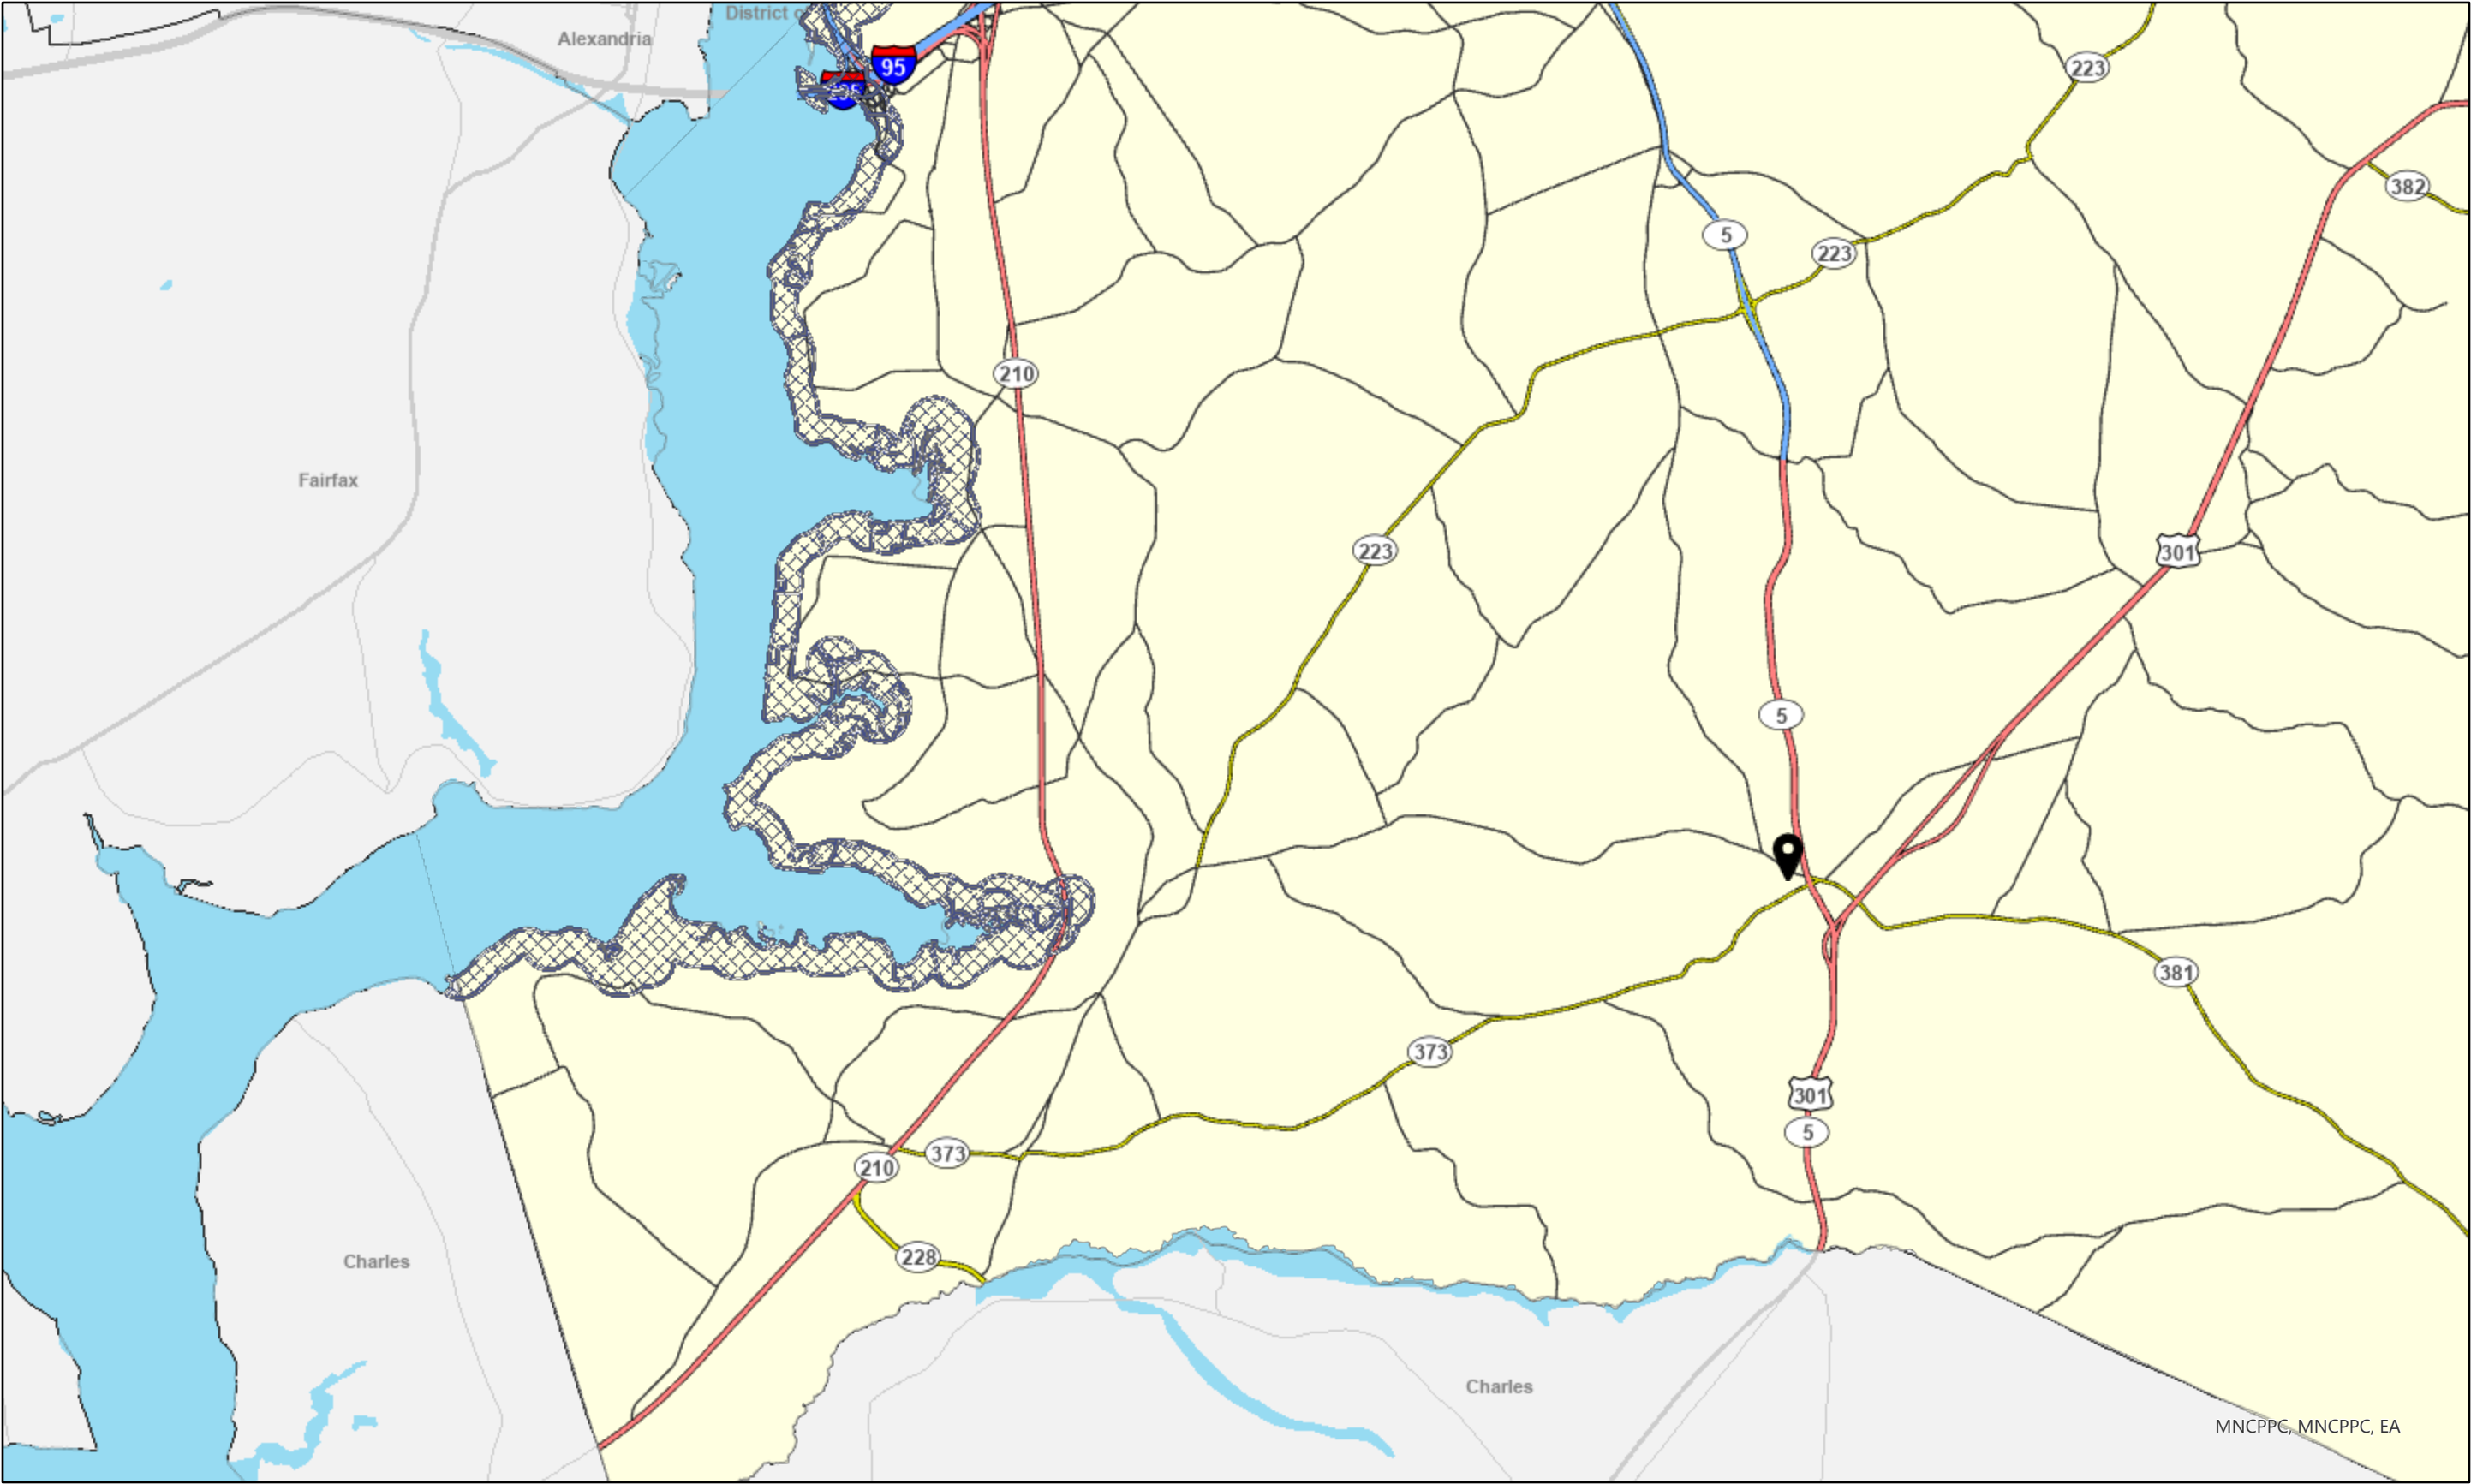 District o
Alexandria
95
223
382
5
223
210
Fairfax
223
301
5
381
373
301
5
373
210
228
Charles
Charles
MNCPPC, MNCPPC, EA